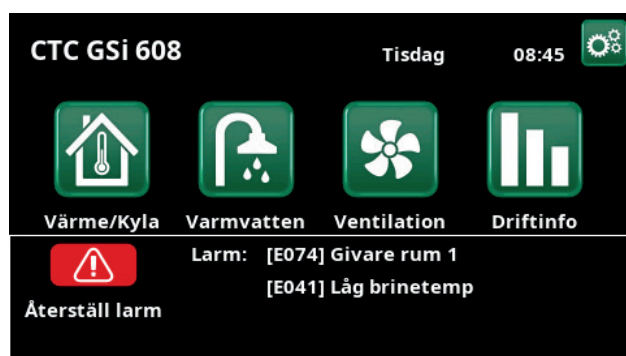 CTC GSi 608 Tisdag 08:45
Värme/Kyla Varmvatten Ventilation Driftinfo
Larm: [E074] Givare rum 1
[E041] Låg brinetemp
Återställ larm